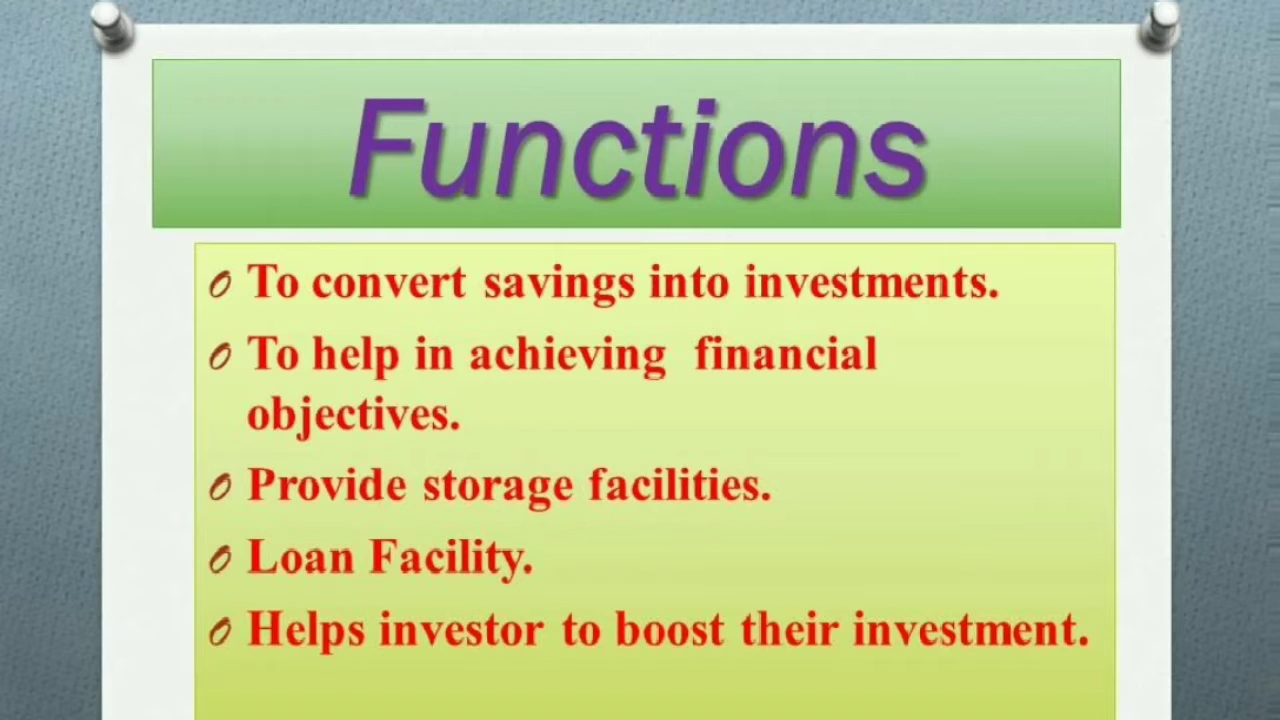 Functions
To convert savings into investments.
To help in achieving financial
objectives.
Provide storage facilities.
Loan Facility.
Helps investor to boost their investment.